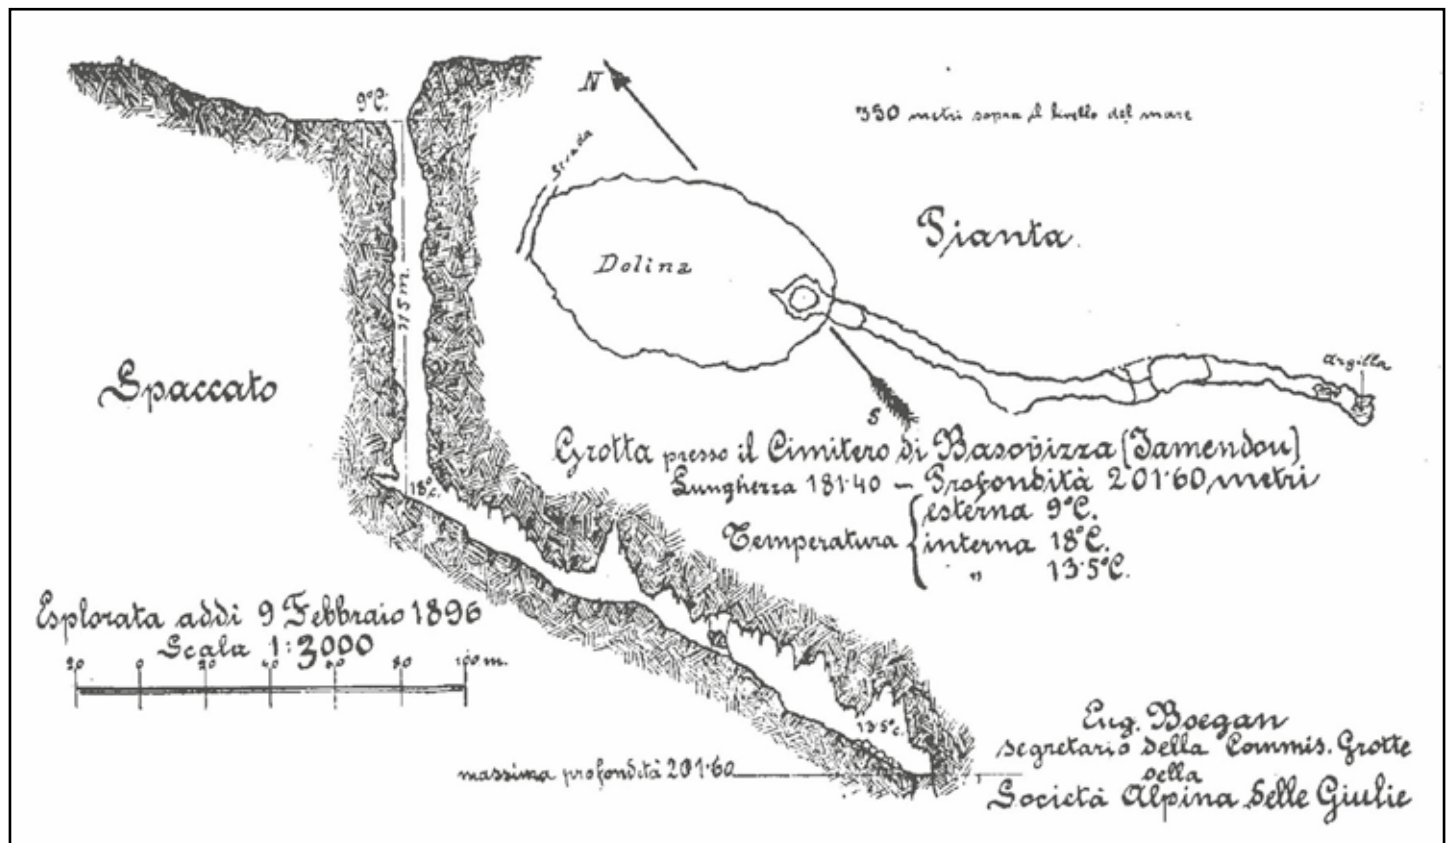 9°C.
N
350 metri sopra il livello del mare
Strada
Pianta
Dolina
115 m.
Spaccato
Argilla
S
Grotta presso il Cimitero di Basovizza (Jamendou)
Lunghezza 181·40 — Profondità 201·60 metri
18°C.
Temperatura
esterna 9°C.
interna 18°C.
„ 13·5°C.
Esplorata addì 9 Febbraio 1896
Scala 1:3000
20 0 20 40 60 80 100 m.
13·5°C.
massima profondità 201·60
Eug. Boegan
segretario della Commis. Grotte
della
Società Alpina delle Giulie